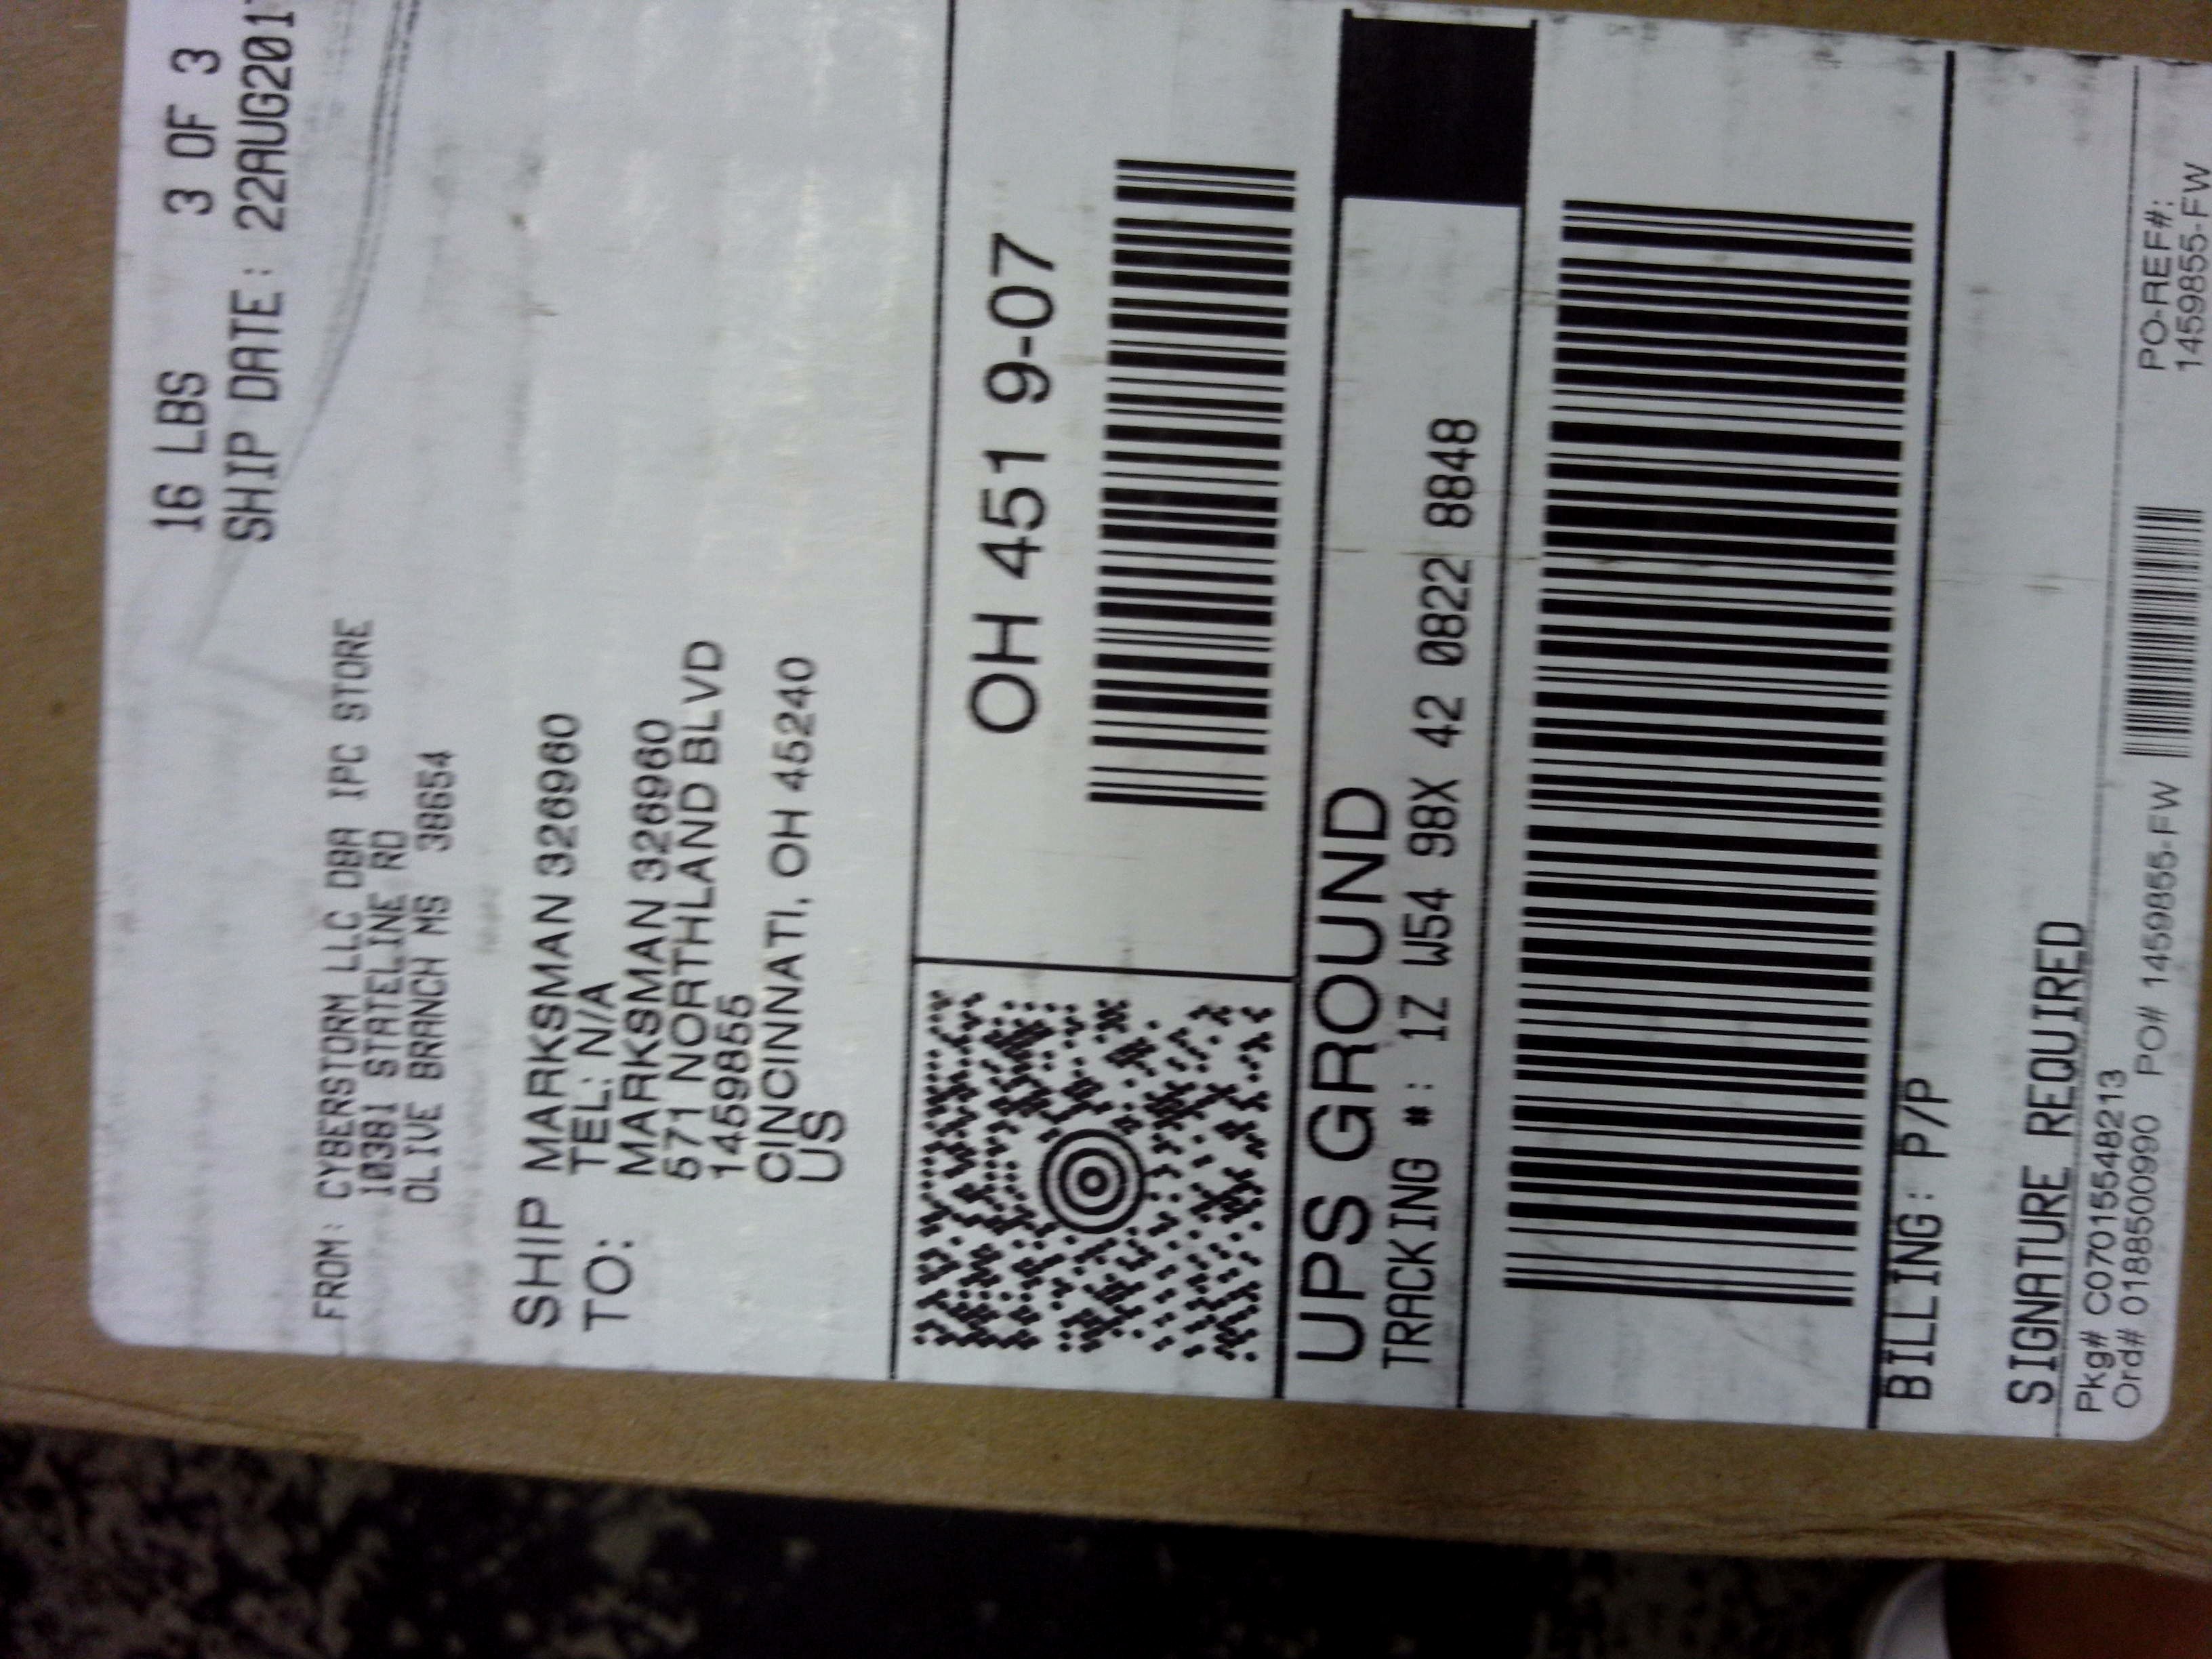 16 LBS 3 OF 3
SHIP DATE: 22AUG201
FROM: CYBERSTORM LLC DBA IPC STORE
10381 STATELINE RD
OLIVE BRANCH MS 38654
SHIP TO:
MARKSMAN 326960
TEL: N/A
MARKSMAN 326960
571 NORTHLAND BLVD
1459855
CINCINNATI, OH 45240
US
OH 451 9-07
UPS GROUND
TRACKING #: 1Z W54 98X 42 0822 8848
BILLING: P/P
SIGNATURE REQUIRED
Pkg# C07015548213
Ord# 0188500990 PO# 1459855-FW
PO-REF#:
1459855-FW